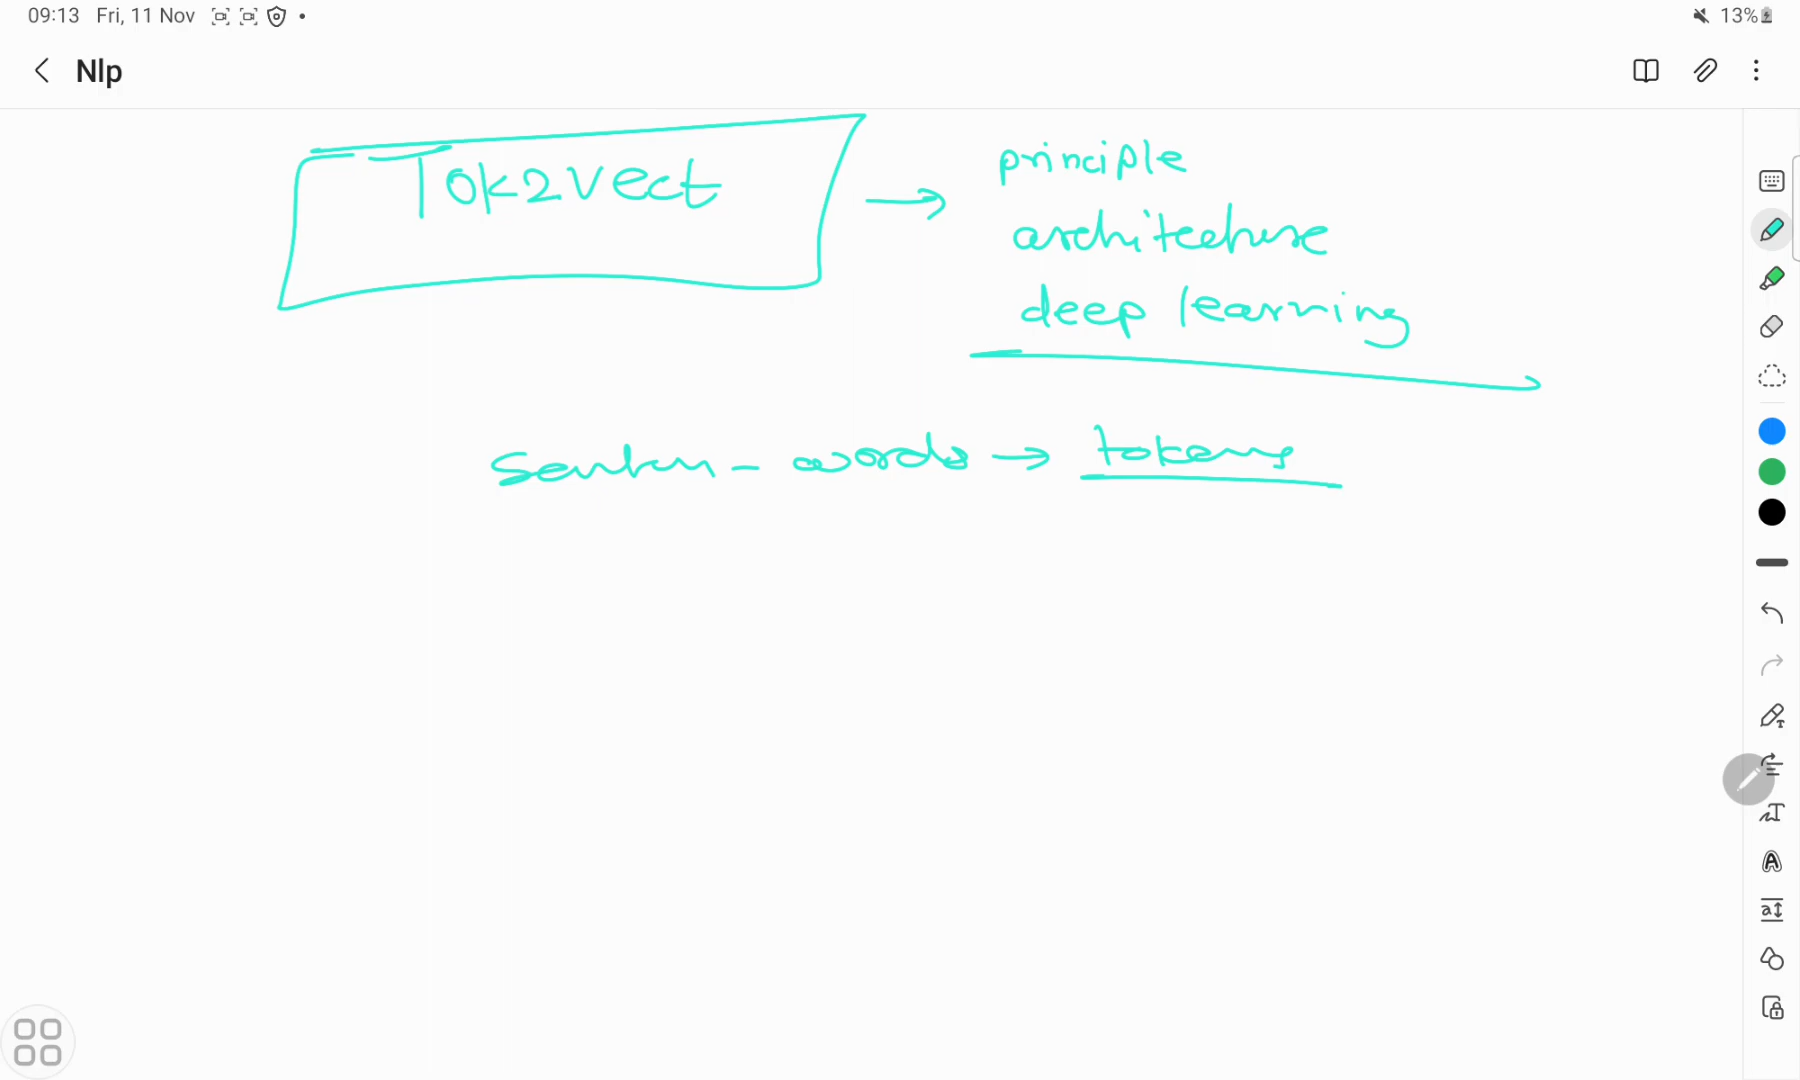 09:13 Fri, 11 Nov
13%
Nlp
Tok2vect → principle
architecture
deep learning
- words → tokens